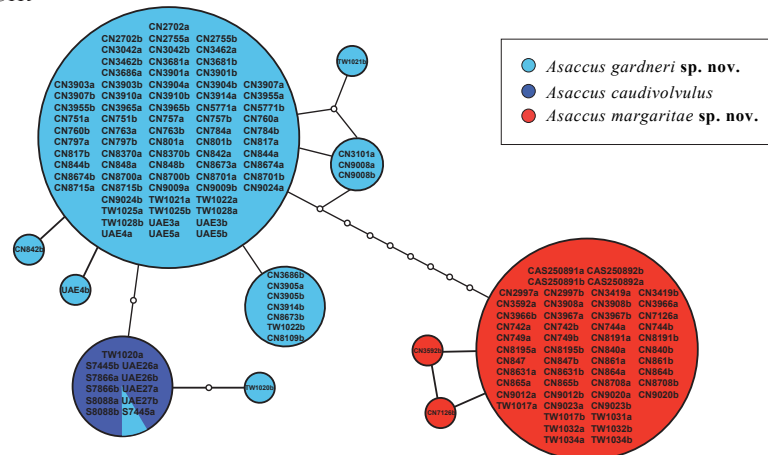 CN2702a
CN2702b CN2755a CN2755b
CN3042a CN3042b CN3462a
CN3462b CN3681a CN3681b
CN3686a CN3901a CN3901b
CN3903a CN3903b CN3904a CN3904b CN3907a
CN3907b CN3910a CN3910b CN3914a CN3955a
CN3955b CN3965a CN3965b CN5771a CN5771b
CN751a CN751b CN757a CN757b CN760a
CN760b CN763a CN763b CN784a CN784b
CN797a CN797b CN801a CN801b CN817a
CN817b CN8370a CN8370b CN842a CN844a
CN844b CN848a CN848b CN8673a CN8674a
CN8674b CN8700a CN8700b CN8701a CN8701b
CN8715a CN8715b CN9009a CN9009b CN9024a
CN9024b TW1021a TW1022a
TW1025a TW1025b TW1028a
TW1028b UAE3a UAE3b
UAE4a UAE5a UAE5b
TW1021b
CN3101a
CN9008a
CN9008b
Asaccus gardneri sp. nov.
Asaccus caudivolvulus
Asaccus margaritae sp. nov.
CN842b
UAE4b
CN3686b
CN3905a
CN3905b
CN3914b
CN8673b
TW1022b
CN8109b
TW1020a
S7445b UAE26a
S7866a UAE26b
S7866b UAE27a
S8088a UAE27b
S8088b S7445a
TW1020b
CN3592b
CN7126b
CAS250891a CAS250892b
CAS250891b CAS250892a
CN2997a CN2997b CN3419a CN3419b
CN3592a CN3908a CN3908b CN3966a
CN3966b CN3967a CN3967b CN7126a
CN742a CN742b CN744a CN744b
CN749a CN749b CN8191a CN8191b
CN8195a CN8195b CN840a CN840b
CN847 CN847b CN861a CN861b
CN8631a CN8631b CN864a CN864b
CN865a CN865b CN8708a CN8708b
CN9012a CN9012b CN9020a CN9020b
TW1017a CN9023a CN9023b
TW1017b TW1031a
TW1032a TW1032b
TW1034a TW1034b